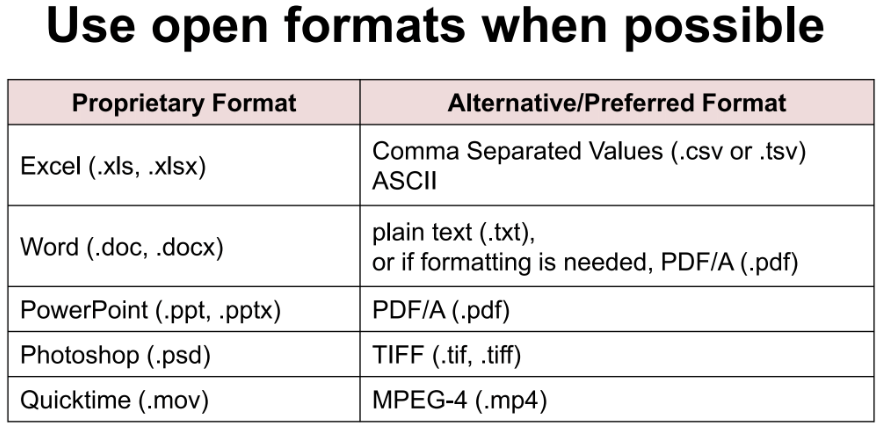 Use open formats when possible
Proprietary Format
Alternative/Preferred Format
Excel (.xls, .xlsx)
Comma Separated Values (.csv or .tsv)
ASCII
Word (.doc, .docx)
plain text (.txt),
or if formatting is needed, PDF/A (.pdf)
PowerPoint (.ppt, .pptx)
PDF/A (.pdf)
Photoshop (.psd)
TIFF (.tif, .tiff)
Quicktime (.mov)
MPEG-4 (.mp4)